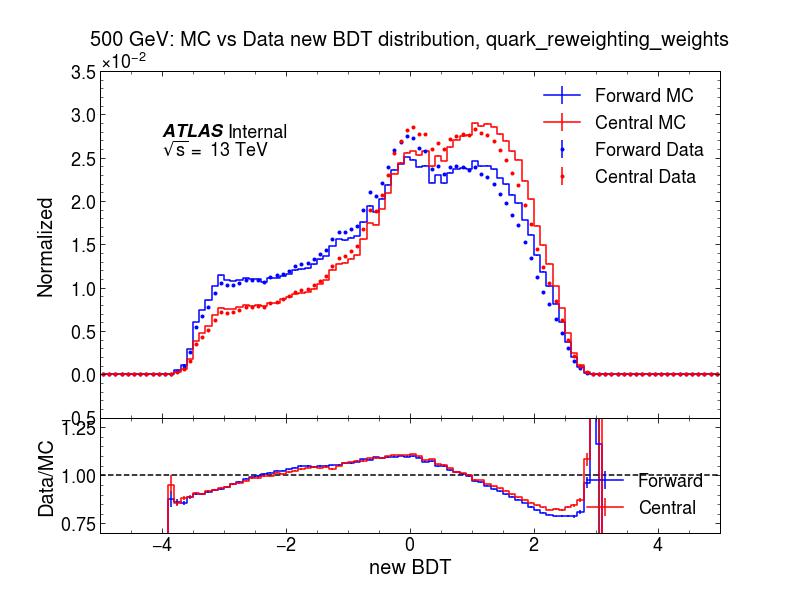 500 GeV: MC vs Data new BDT distribution, quark_reweighting_weights
×10⁻²
3.5
3.0
2.5
2.0
1.5
1.0
0.5
0.0
−0.5
Normalized
ATLAS Internal
√s = 13 TeV
Forward MC
Central MC
Forward Data
Central Data
1.25
1.00
0.75
Data/MC
Forward
Central
−4 −2 0 2 4
new BDT